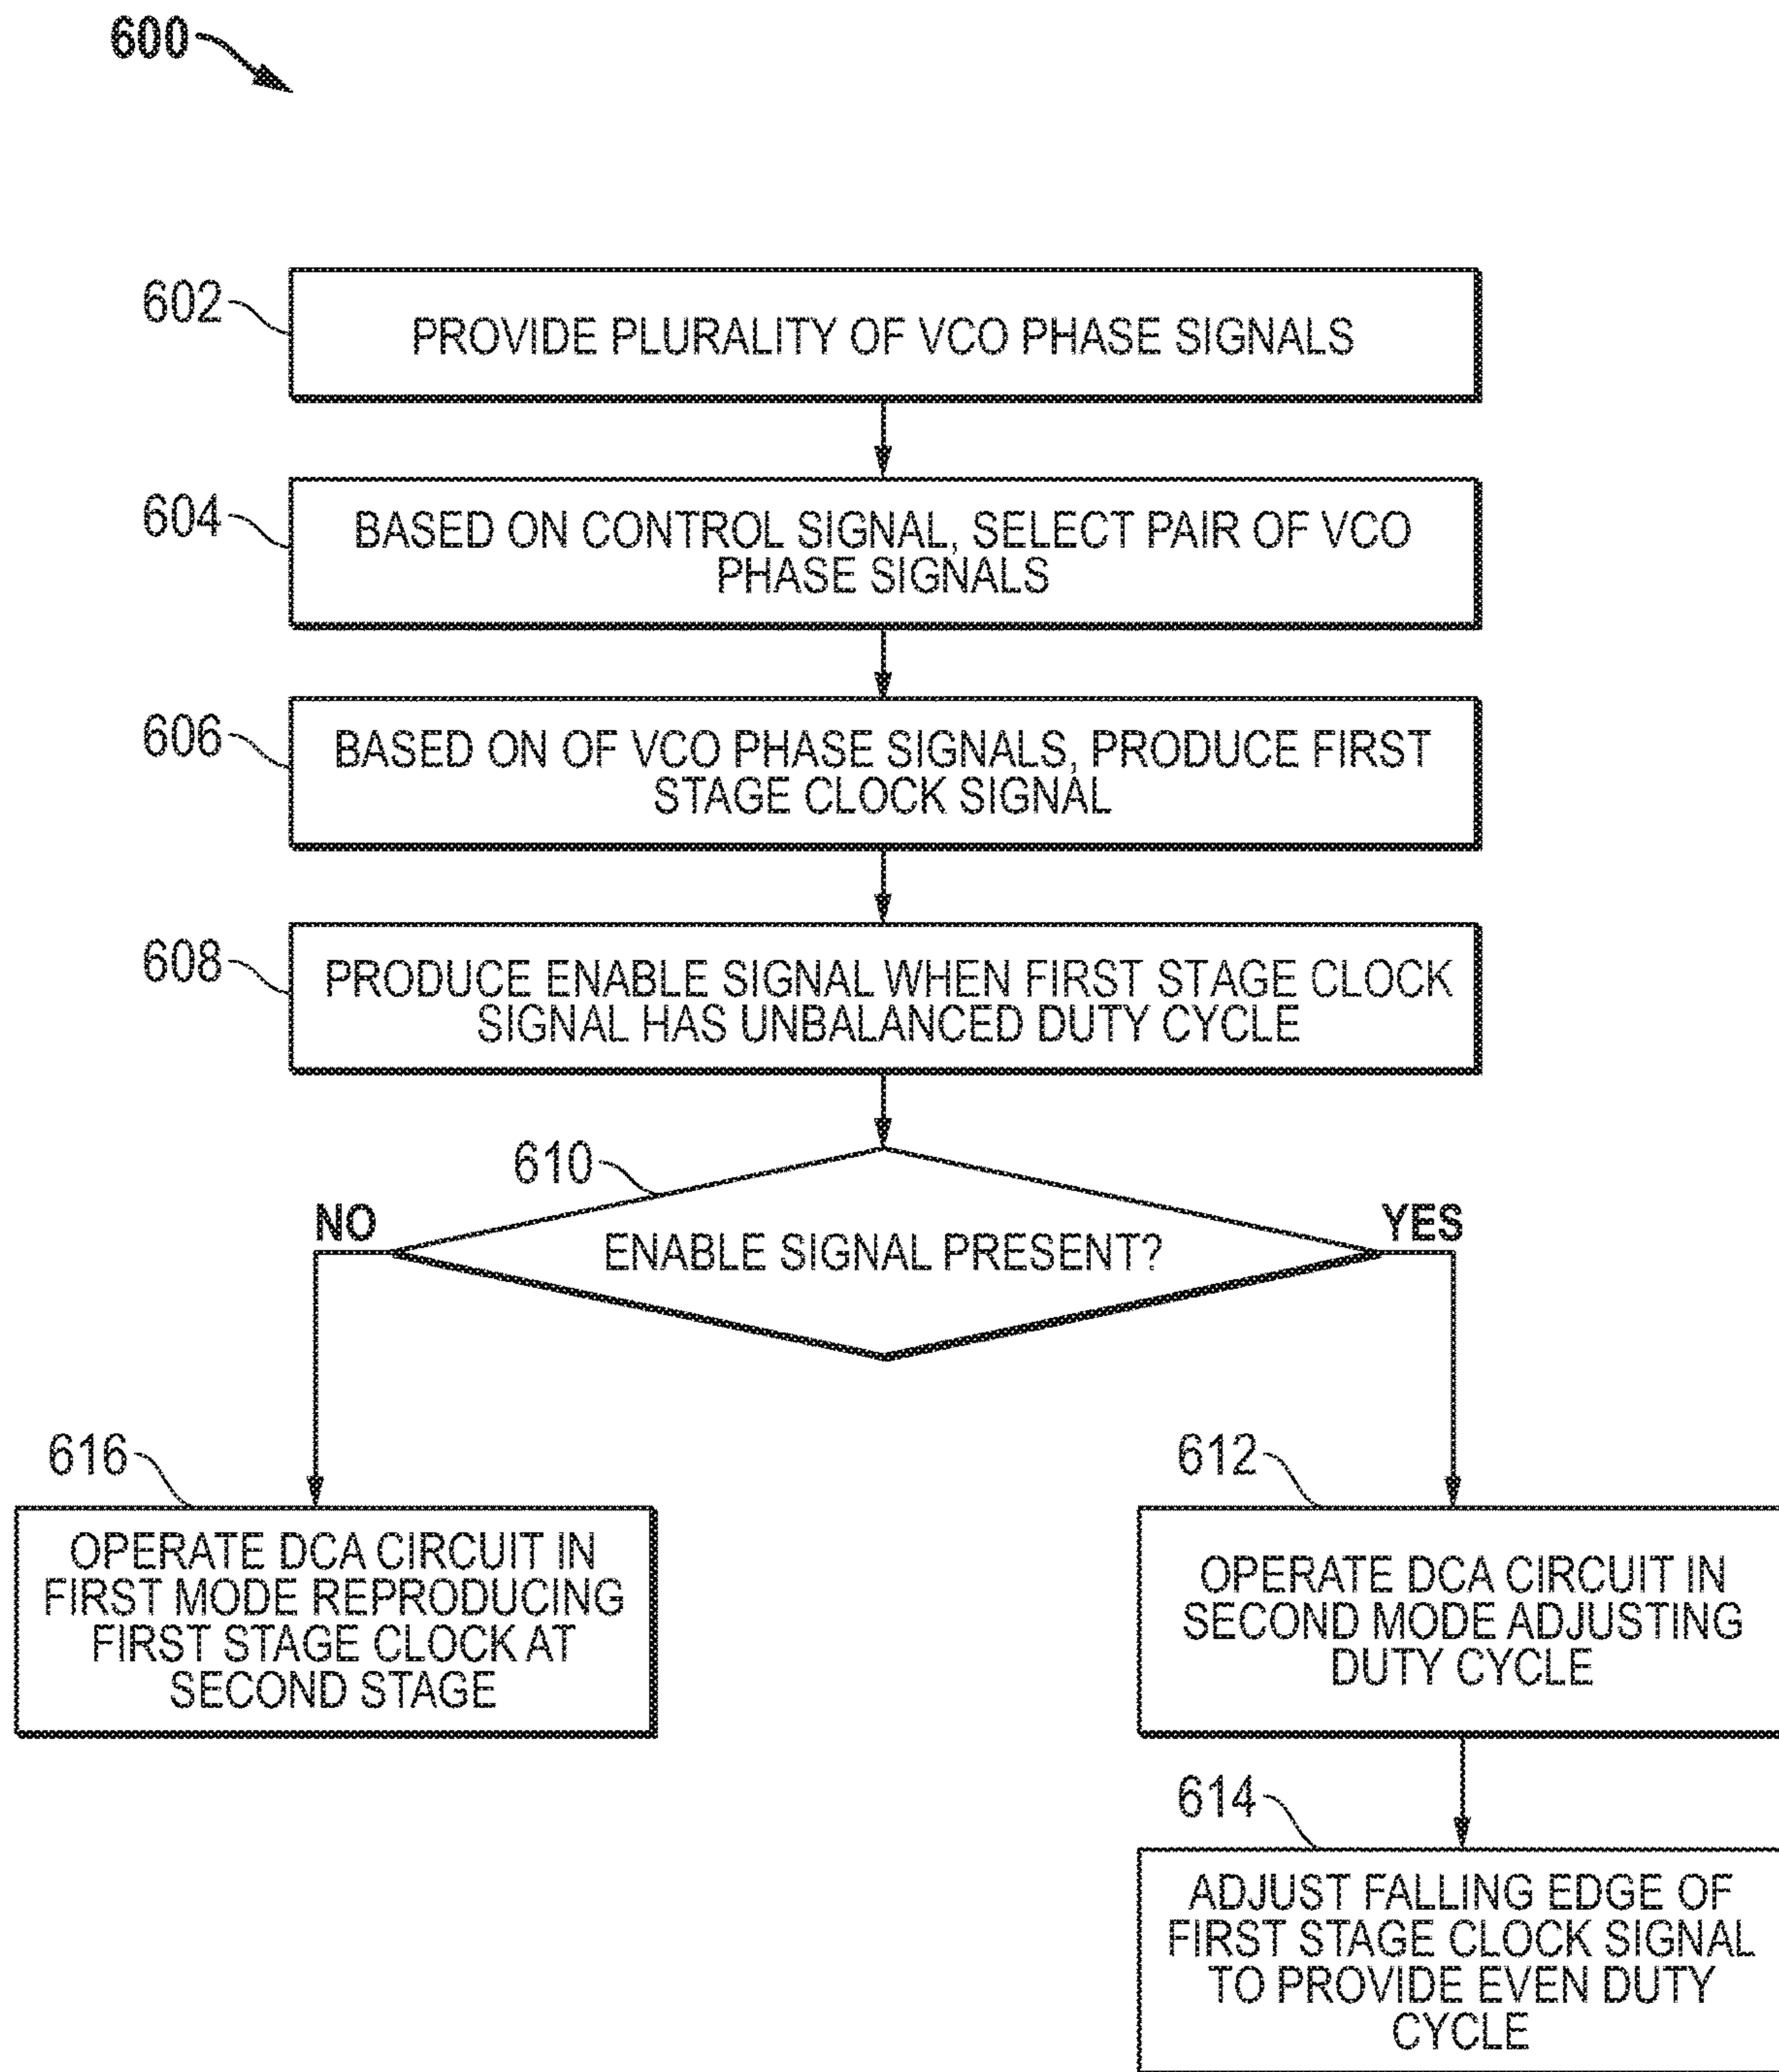 600
602
PROVIDE PLURALITY OF VCO PHASE SIGNALS
604
BASED ON CONTROL SIGNAL, SELECT PAIR OF VCO
PHASE SIGNALS
606
BASED ON OF VCO PHASE SIGNALS, PRODUCE FIRST
STAGE CLOCK SIGNAL
608
PRODUCE ENABLE SIGNAL WHEN FIRST STAGE CLOCK
SIGNAL HAS UNBALANCED DUTY CYCLE
610
NO
YES
ENABLE SIGNAL PRESENT?
616
OPERATE DCA CIRCUIT IN
FIRST MODE REPRODUCING
FIRST STAGE CLOCK AT
SECOND STAGE
612
OPERATE DCA CIRCUIT IN
SECOND MODE ADJUSTING
DUTY CYCLE
614
ADJUST FALLING EDGE OF
FIRST STAGE CLOCK SIGNAL
TO PROVIDE EVEN DUTY
CYCLE